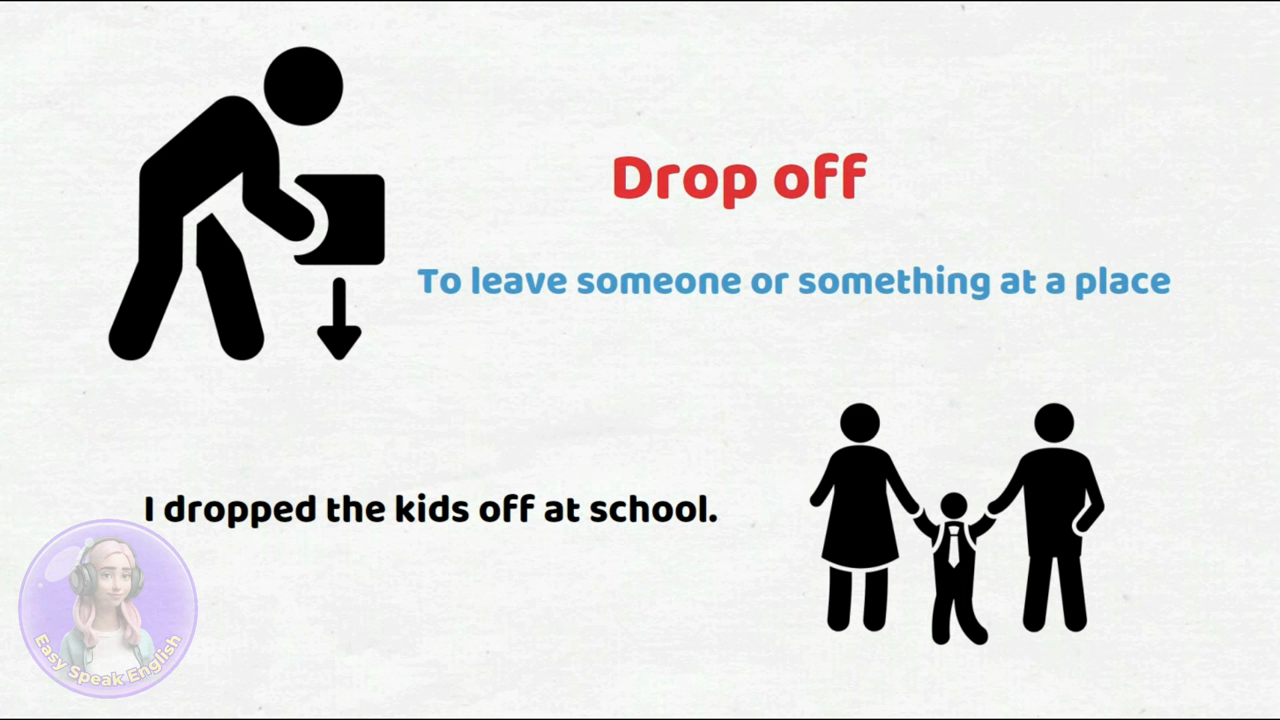 Drop off
To leave someone or something at a place
I dropped the kids off at school.
Easy Speak English